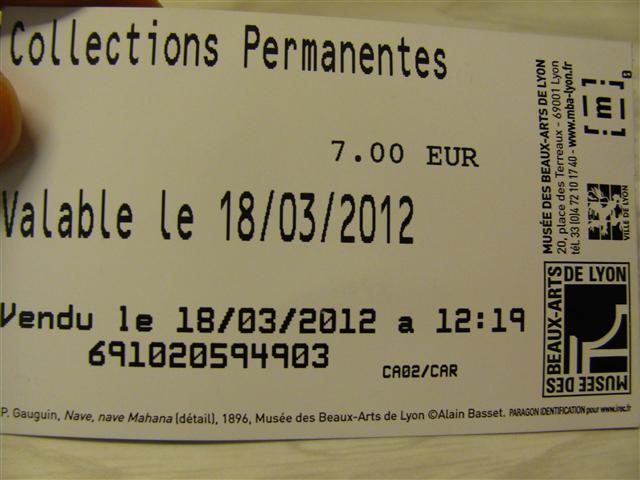 Collections Permanentes
7.00 EUR
Valable le 18/03/2012
Vendu le 18/03/2012 a 12:19
691020594903
CA02/CAR
P. Gauguin, Nave, nave Mahana (détail), 1896, Musée des Beaux-Arts de Lyon ©Alain Basset. PARAGON IDENTIFICATION pour www.irec.fr.
MUSÉE DES BEAUX-ARTS DE LYON
20, place des Terreaux - 69001 Lyon
tél. 33 (0)4 72 10 17 40 - www.mba-lyon.fr
VILLE DE LYON
MUSÉE DES
BEAUX-ARTS
DE LYON